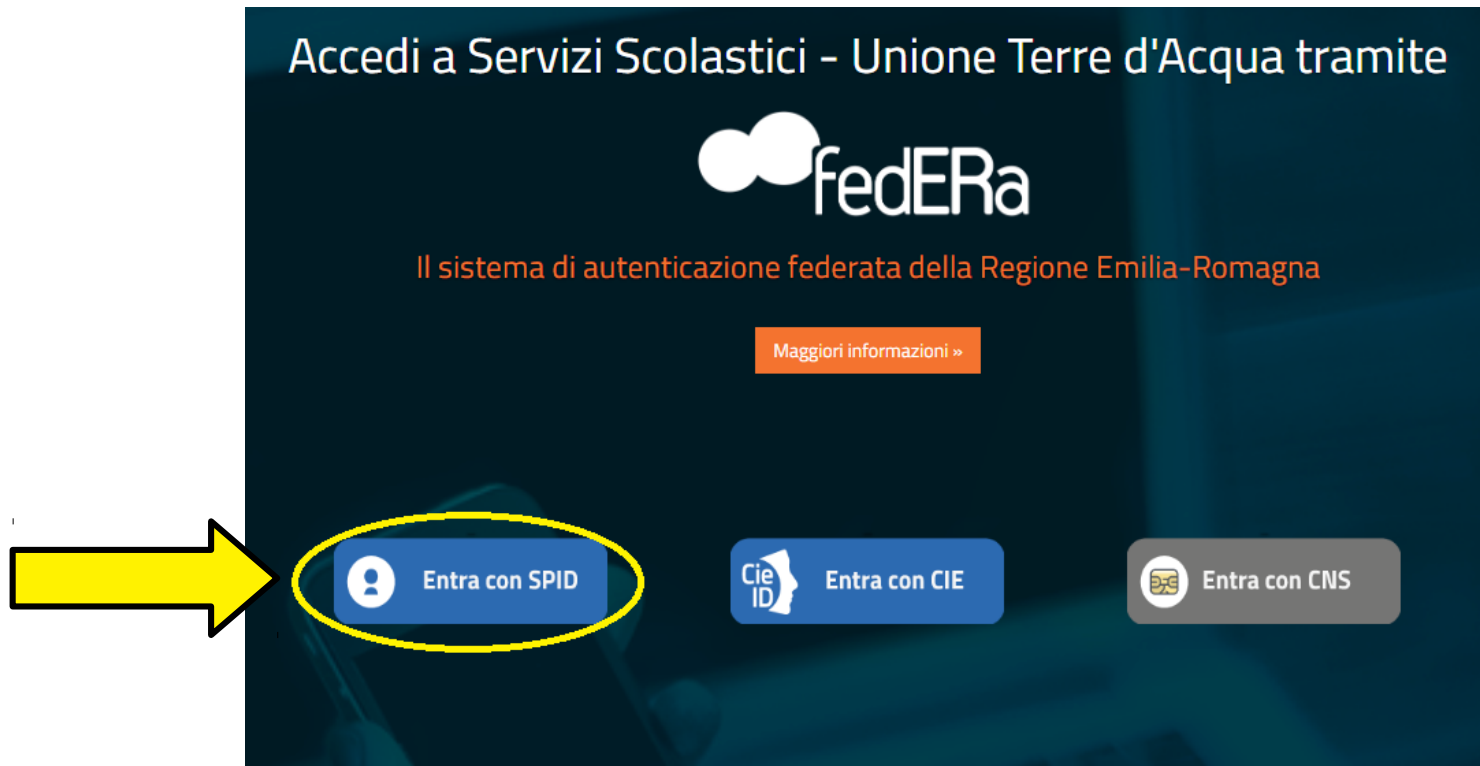 Accedi a Servizi Scolastici - Unione Terre d'Acqua tramite
fedERa
Il sistema di autenticazione federata della Regione Emilia-Romagna
Maggiori informazioni »
Entra con SPID
Cie
ID
Entra con CIE
Entra con CNS